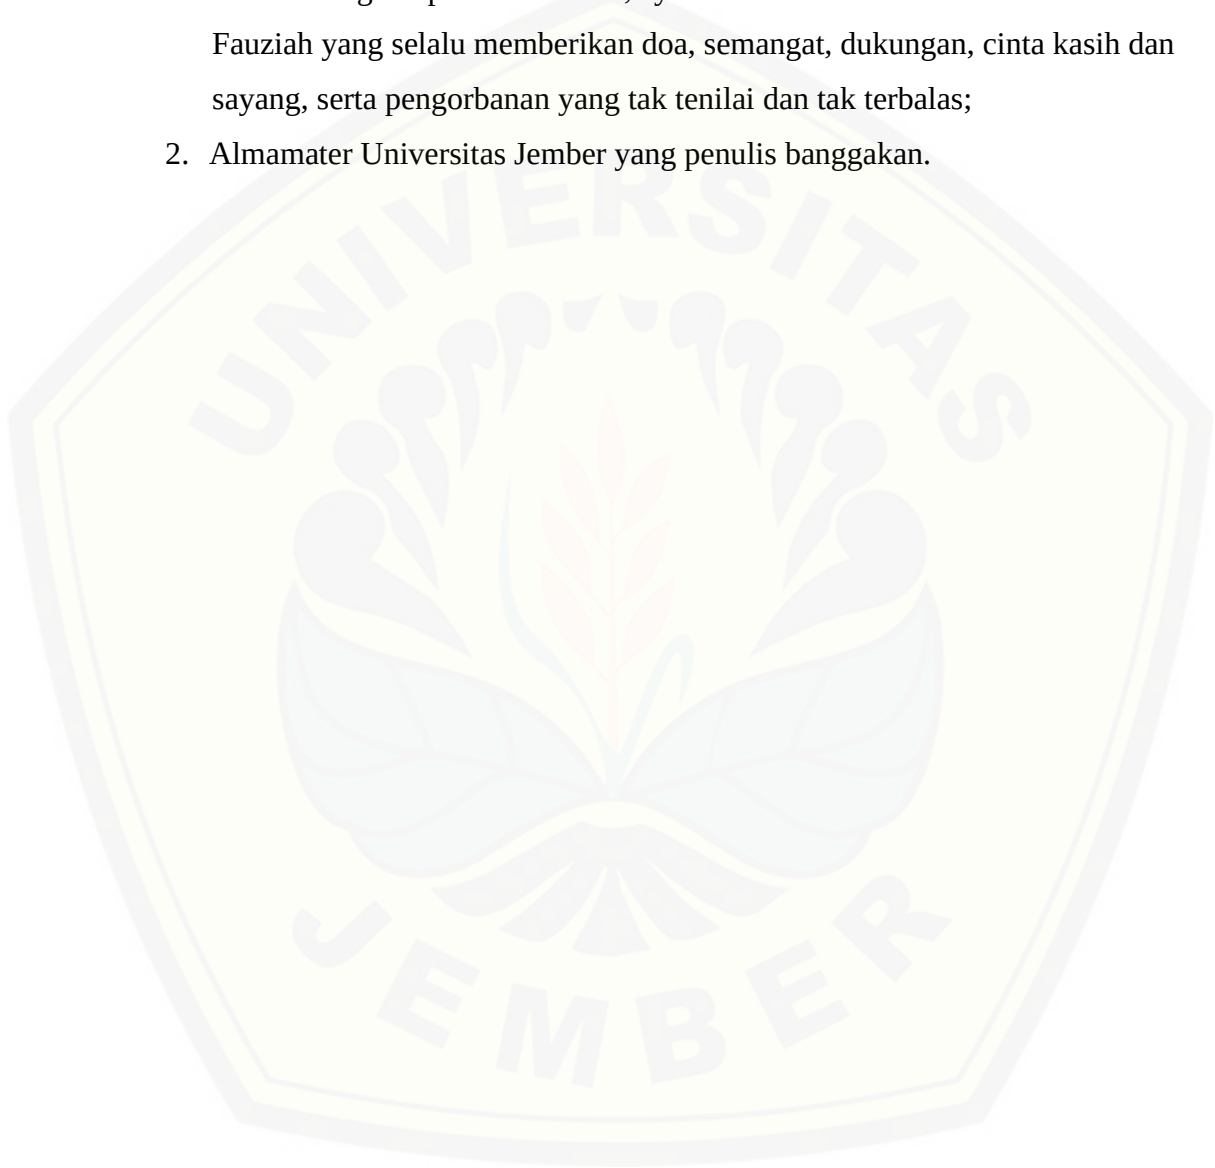 Fauziah yang selalu memberikan doa, semangat, dukungan, cinta kasih dan
sayang, serta pengorbanan yang tak tenilai dan tak terbalas;
2. Almamater Universitas Jember yang penulis banggakan.
UNIVERSITAS
JEMBER